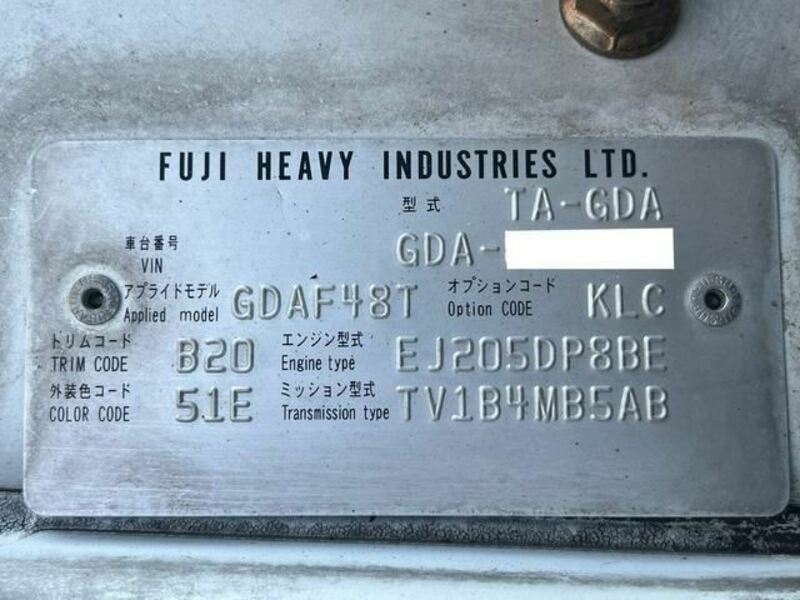 FUJI HEAVY INDUSTRIES LTD.
型式 TA-GDA
車台番号
VIN GDA-
アプライドモデル
Applied model GDAF48T
オプションコード
Option CODE KLC
トリムコード
TRIM CODE B20
エンジン型式
Engine type EJ205DP8BE
外装色コード
COLOR CODE 51E
ミッション型式
Transmission type TV1B4MB5AB